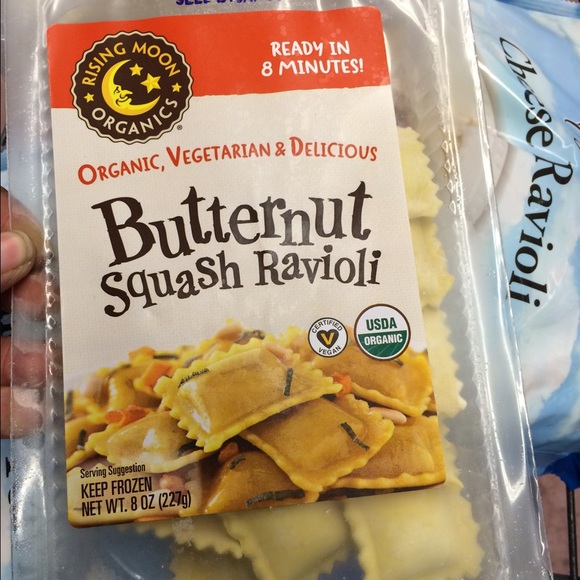 RISING MOON
ORGANICS
®
READY IN
8 MINUTES!
ORGANIC, VEGETARIAN & DELICIOUS
Butternut
Squash Ravioli
CERTIFIED
V
VEGAN
USDA
ORGANIC
Serving Suggestion
KEEP FROZEN
NET WT. 8 OZ (227g)
Cheese Ravioli